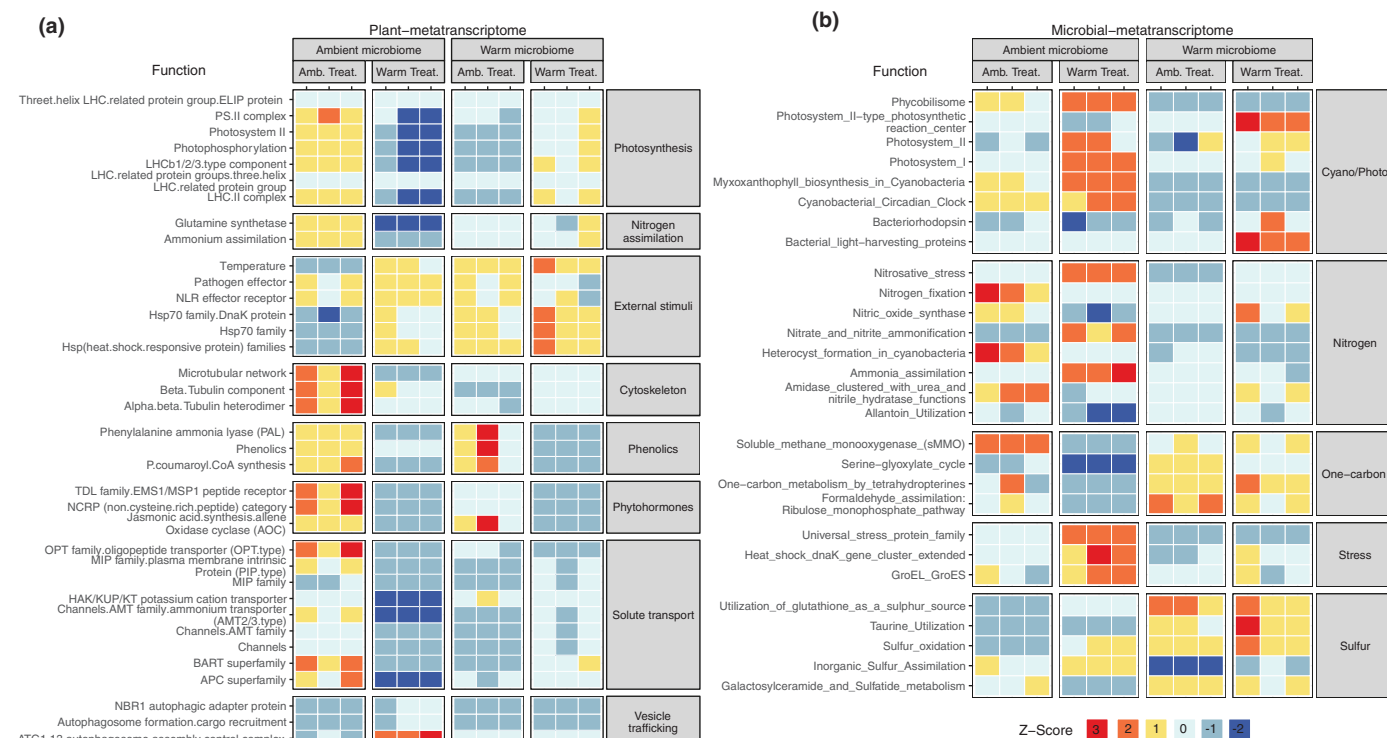 (a)
Plant−metatranscriptome
Ambient microbiome
Warm microbiome
Function
Amb. Treat.
Warm Treat.
Amb. Treat.
Warm Treat.
Threet.helix LHC.related protein group.ELIP protein
PS.II complex
Photosystem II
Photophosphorylation
LHCb1/2/3.type component
LHC.related protein groups.three.helix
LHC.related protein group
LHC.II complex
Photosynthesis
Glutamine synthetase
Ammonium assimilation
Nitrogen
assimilation
Temperature
Pathogen effector
NLR effector receptor
Hsp70 family.DnaK protein
Hsp70 family
Hsp(heat.shock.responsive protein) families
External stimuli
Microtubular network
Beta.Tubulin component
Alpha.beta.Tubulin heterodimer
Cytoskeleton
Phenylalanine ammonia lyase (PAL)
Phenolics
P.coumaroyl.CoA synthesis
Phenolics
TDL family.EMS1/MSP1 peptide receptor
NCRP (non.cysteine.rich.peptide) category
Jasmonic acid.synthesis.allene
Oxidase cyclase (AOC)
Phytohormones
OPT family.oligopeptide transporter (OPT.type)
MIP family.plasma membrane intrinsic
Protein (PIP.type)
MIP family
HAK/KUP/KT potassium cation transporter
Channels.AMT family.ammonium transporter
(AMT2/3.type)
Channels.AMT family
Channels
BART superfamily
APC superfamily
Solute transport
NBR1 autophagic adapter protein
Autophagosome formation.cargo recruitment
Vesicle
trafficking
(b)
Microbial−metatranscriptome
Ambient microbiome
Warm microbiome
Function
Amb. Treat.
Warm Treat.
Amb. Treat.
Warm Treat.
Phycobilisome
Photosystem_II−type_photosynthetic
reaction_center
Photosystem_II
Photosystem_I
Myxoxanthophyll_biosynthesis_in_Cyanobacteria
Cyanobacterial_Circadian_Clock
Bacteriorhodopsin
Bacterial_light−harvesting_proteins
Cyano/Photo
Nitrosative_stress
Nitrogen_fixation
Nitric_oxide_synthase
Nitrate_and_nitrite_ammonification
Heterocyst_formation_in_cyanobacteria
Ammonia_assimilation
Amidase_clustered_with_urea_and
nitrile_hydratase_functions
Allantoin_Utilization
Nitrogen
Soluble_methane_monooxygenase_(sMMO)
Serine−glyoxylate_cycle
One−carbon_metabolism_by_tetrahydropterines
Formaldehyde_assimilation:
Ribulose_monophosphate_pathway
One−carbon
Universal_stress_protein_family
Heat_shock_dnaK_gene_cluster_extended
GroEL_GroES
Stress
Utilization_of_glutathione_as_a_sulphur_source
Taurine_Utilization
Sulfur_oxidation
Inorganic_Sulfur_Assimilation
Galactosylceramide_and_Sulfatide_metabolism
Sulfur
Z−Score 3 2 1 0 -1 -2